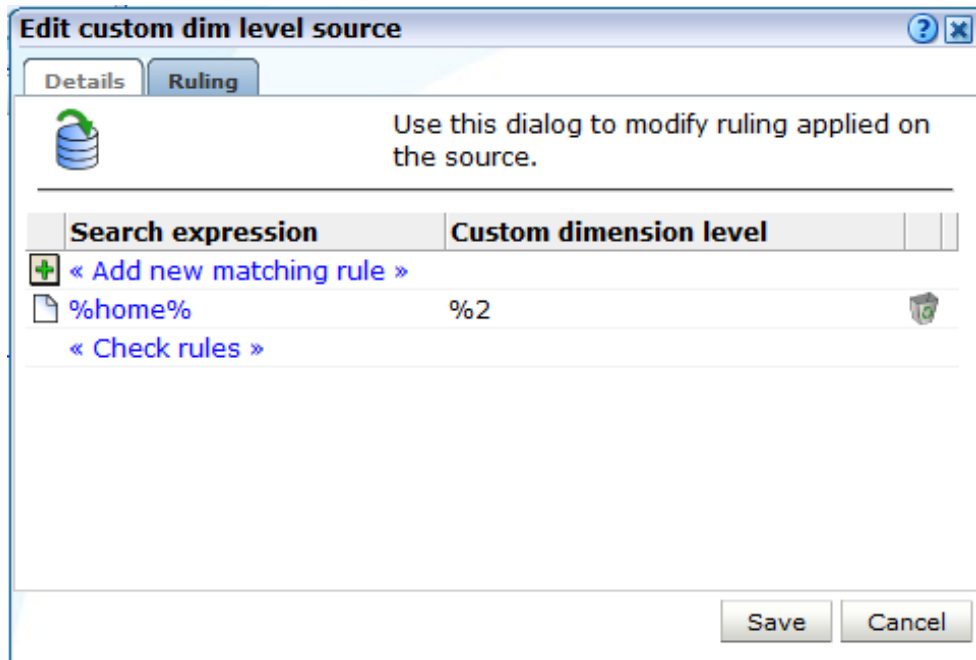 Edit custom dim level source ?
Details Ruling
Use this dialog to modify ruling applied on
the source.
Search expression Custom dimension level
« Add new matching rule »
%home% %2
« Check rules »
Save Cancel